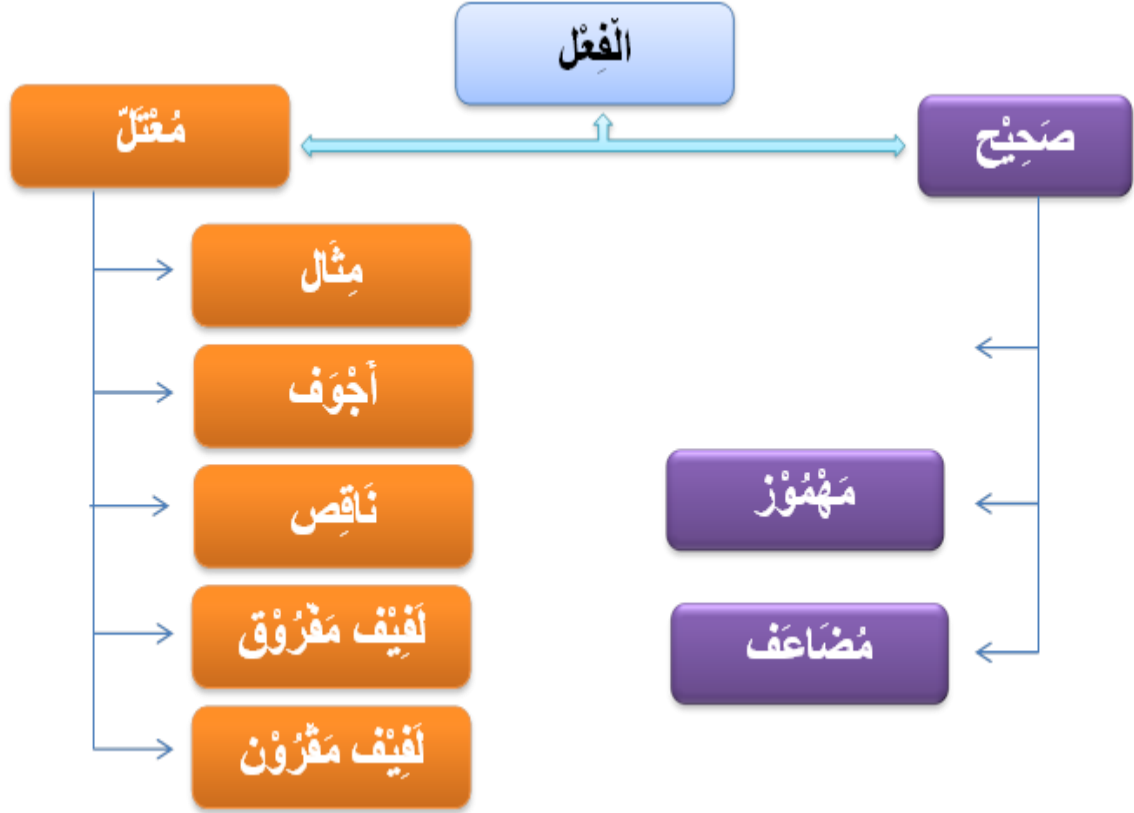 الْفِعْل
صَحِيْح
مَهْمُوْز
مُضَاعَف
مُعْتَلّ
مِثَال
أَجْوَف
نَاقِص
لَفِيْف مَفْرُوْق
لَفِيْف مَقْرُوْن